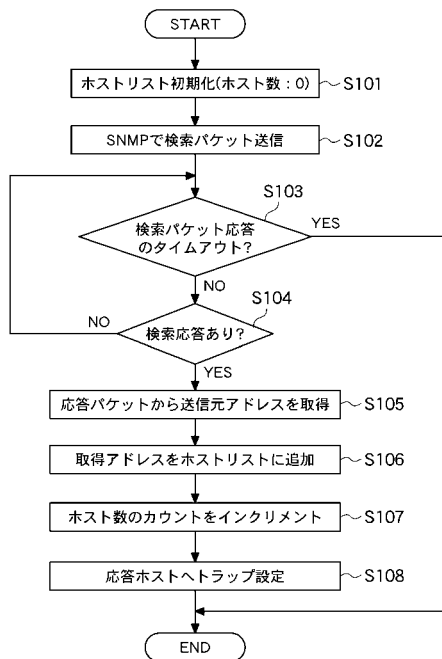 START
ホストリスト初期化(ホスト数：0)
S101
SNMPで検索パケット送信
S102
S103
検索パケット応答
のタイムアウト?
YES
NO
S104
検索応答あり?
NO
YES
応答パケットから送信元アドレスを取得
S105
取得アドレスをホストリストに追加
S106
ホスト数のカウントをインクリメント
S107
応答ホストへトラップ設定
S108
END